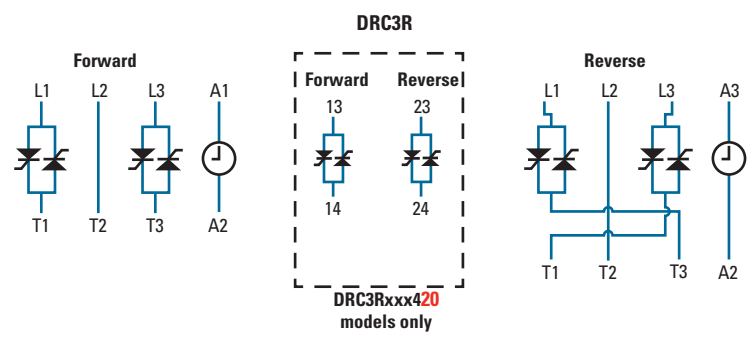 DRC3R
Forward
L1 L2 L3 A1
T1 T2 T3 A2
Forward Reverse
13 23
14 24
DRC3Rxxx420
models only
Reverse
L1 L2 L3 A3
T1 T2 T3 A2